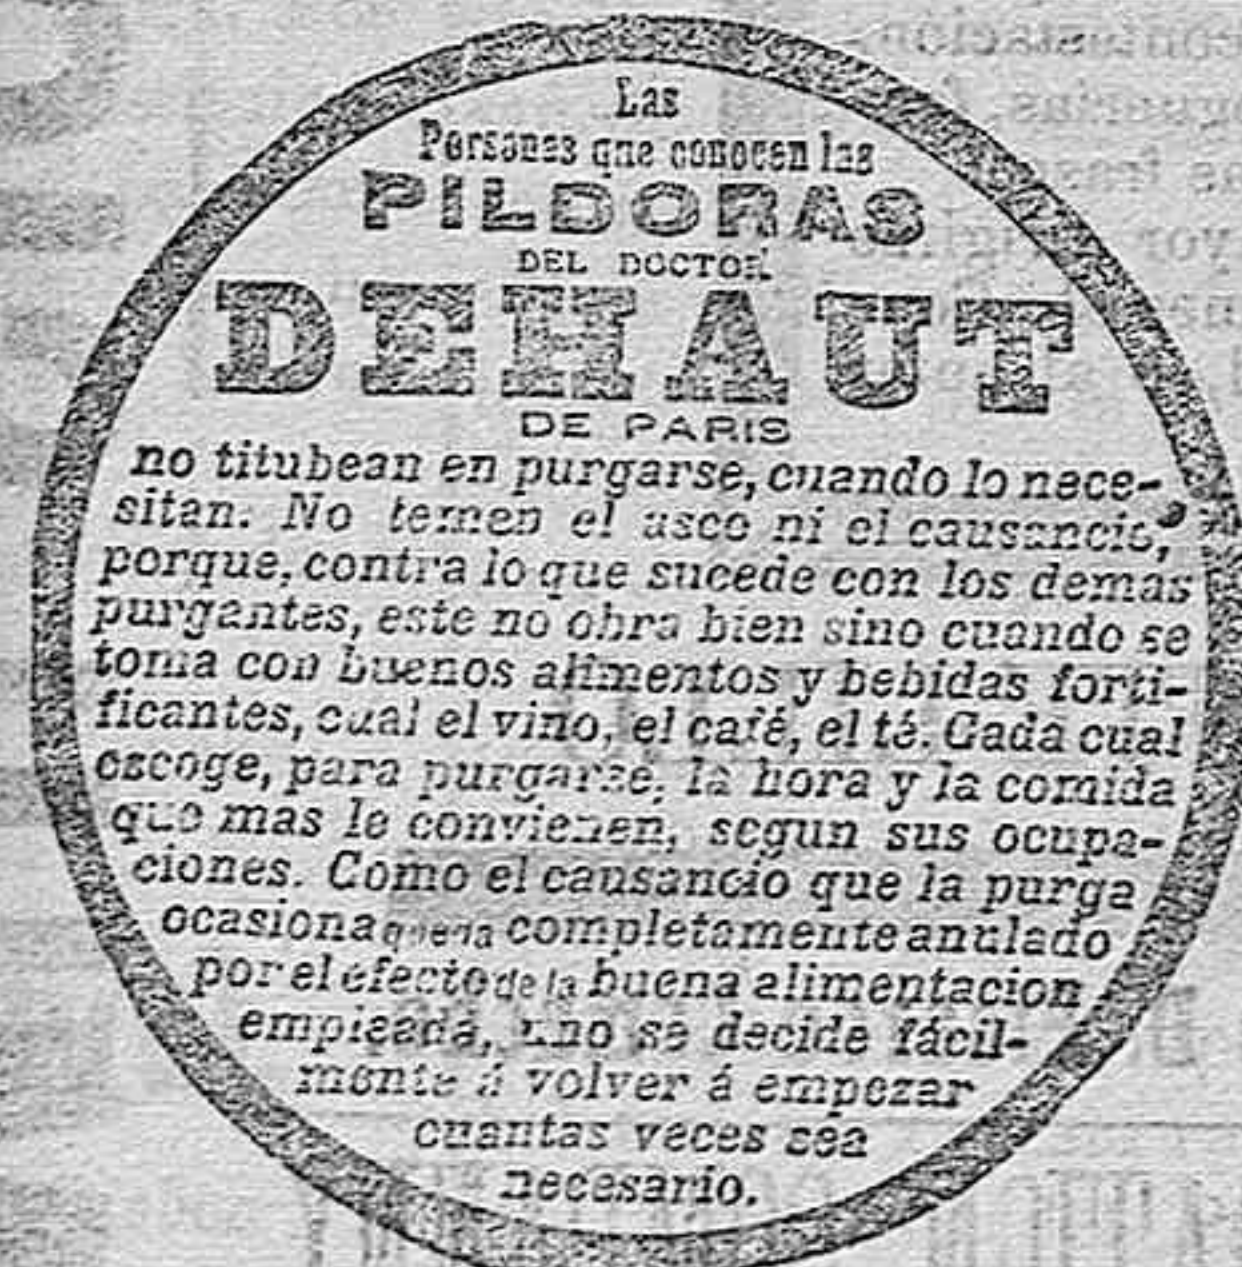 Las
Personas que conocen las
PILDORAS
DEL DOCTOR
DEHAUT
DE PARIS
no titubean en purgarse, cuando lo nece-
sitan. No temen el asco ni el causancio,
porque, contra lo que sucede con los demas
purgantes, este no obra bien sino cuando se
toma con buenos alimentos y bebidas forti-
ficantes, cual el vino, el café, el té. Cada cual
escoge, para purgarse, la hora y la comida
que mas le convienen, segun sus ocupa-
ciones. Como el causancio que la purga
ocasiona queda completamente anulado
por el efecto de la buena alimentacion
empleada, uno se decide fácil-
mente á volver á empezar
cuantas veces sea
necesario.